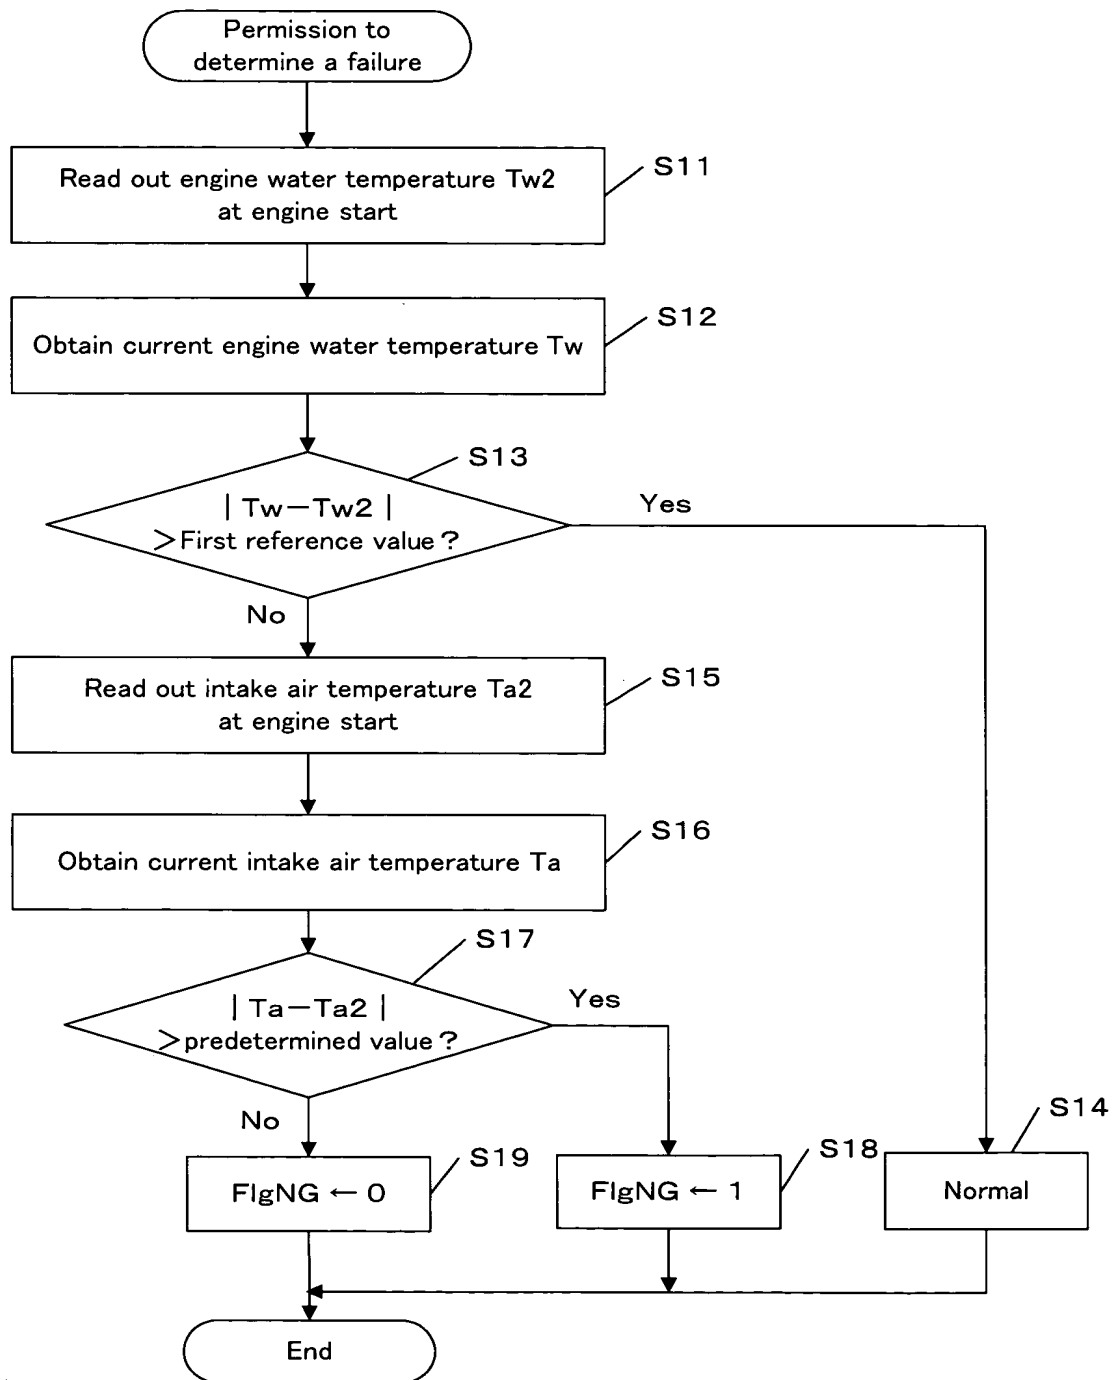 Permission to
determine a failure
Read out engine water temperature Tw2
at engine start
S11
Obtain current engine water temperature Tw
S12
| Tw－Tw2 |
＞First reference value?
S13
Yes
No
Read out intake air temperature Ta2
at engine start
S15
Obtain current intake air temperature Ta
S16
| Ta－Ta2 |
＞predetermined value?
S17
Yes
No
FlgNG ← 0
S19
FlgNG ← 1
S18
Normal
S14
End